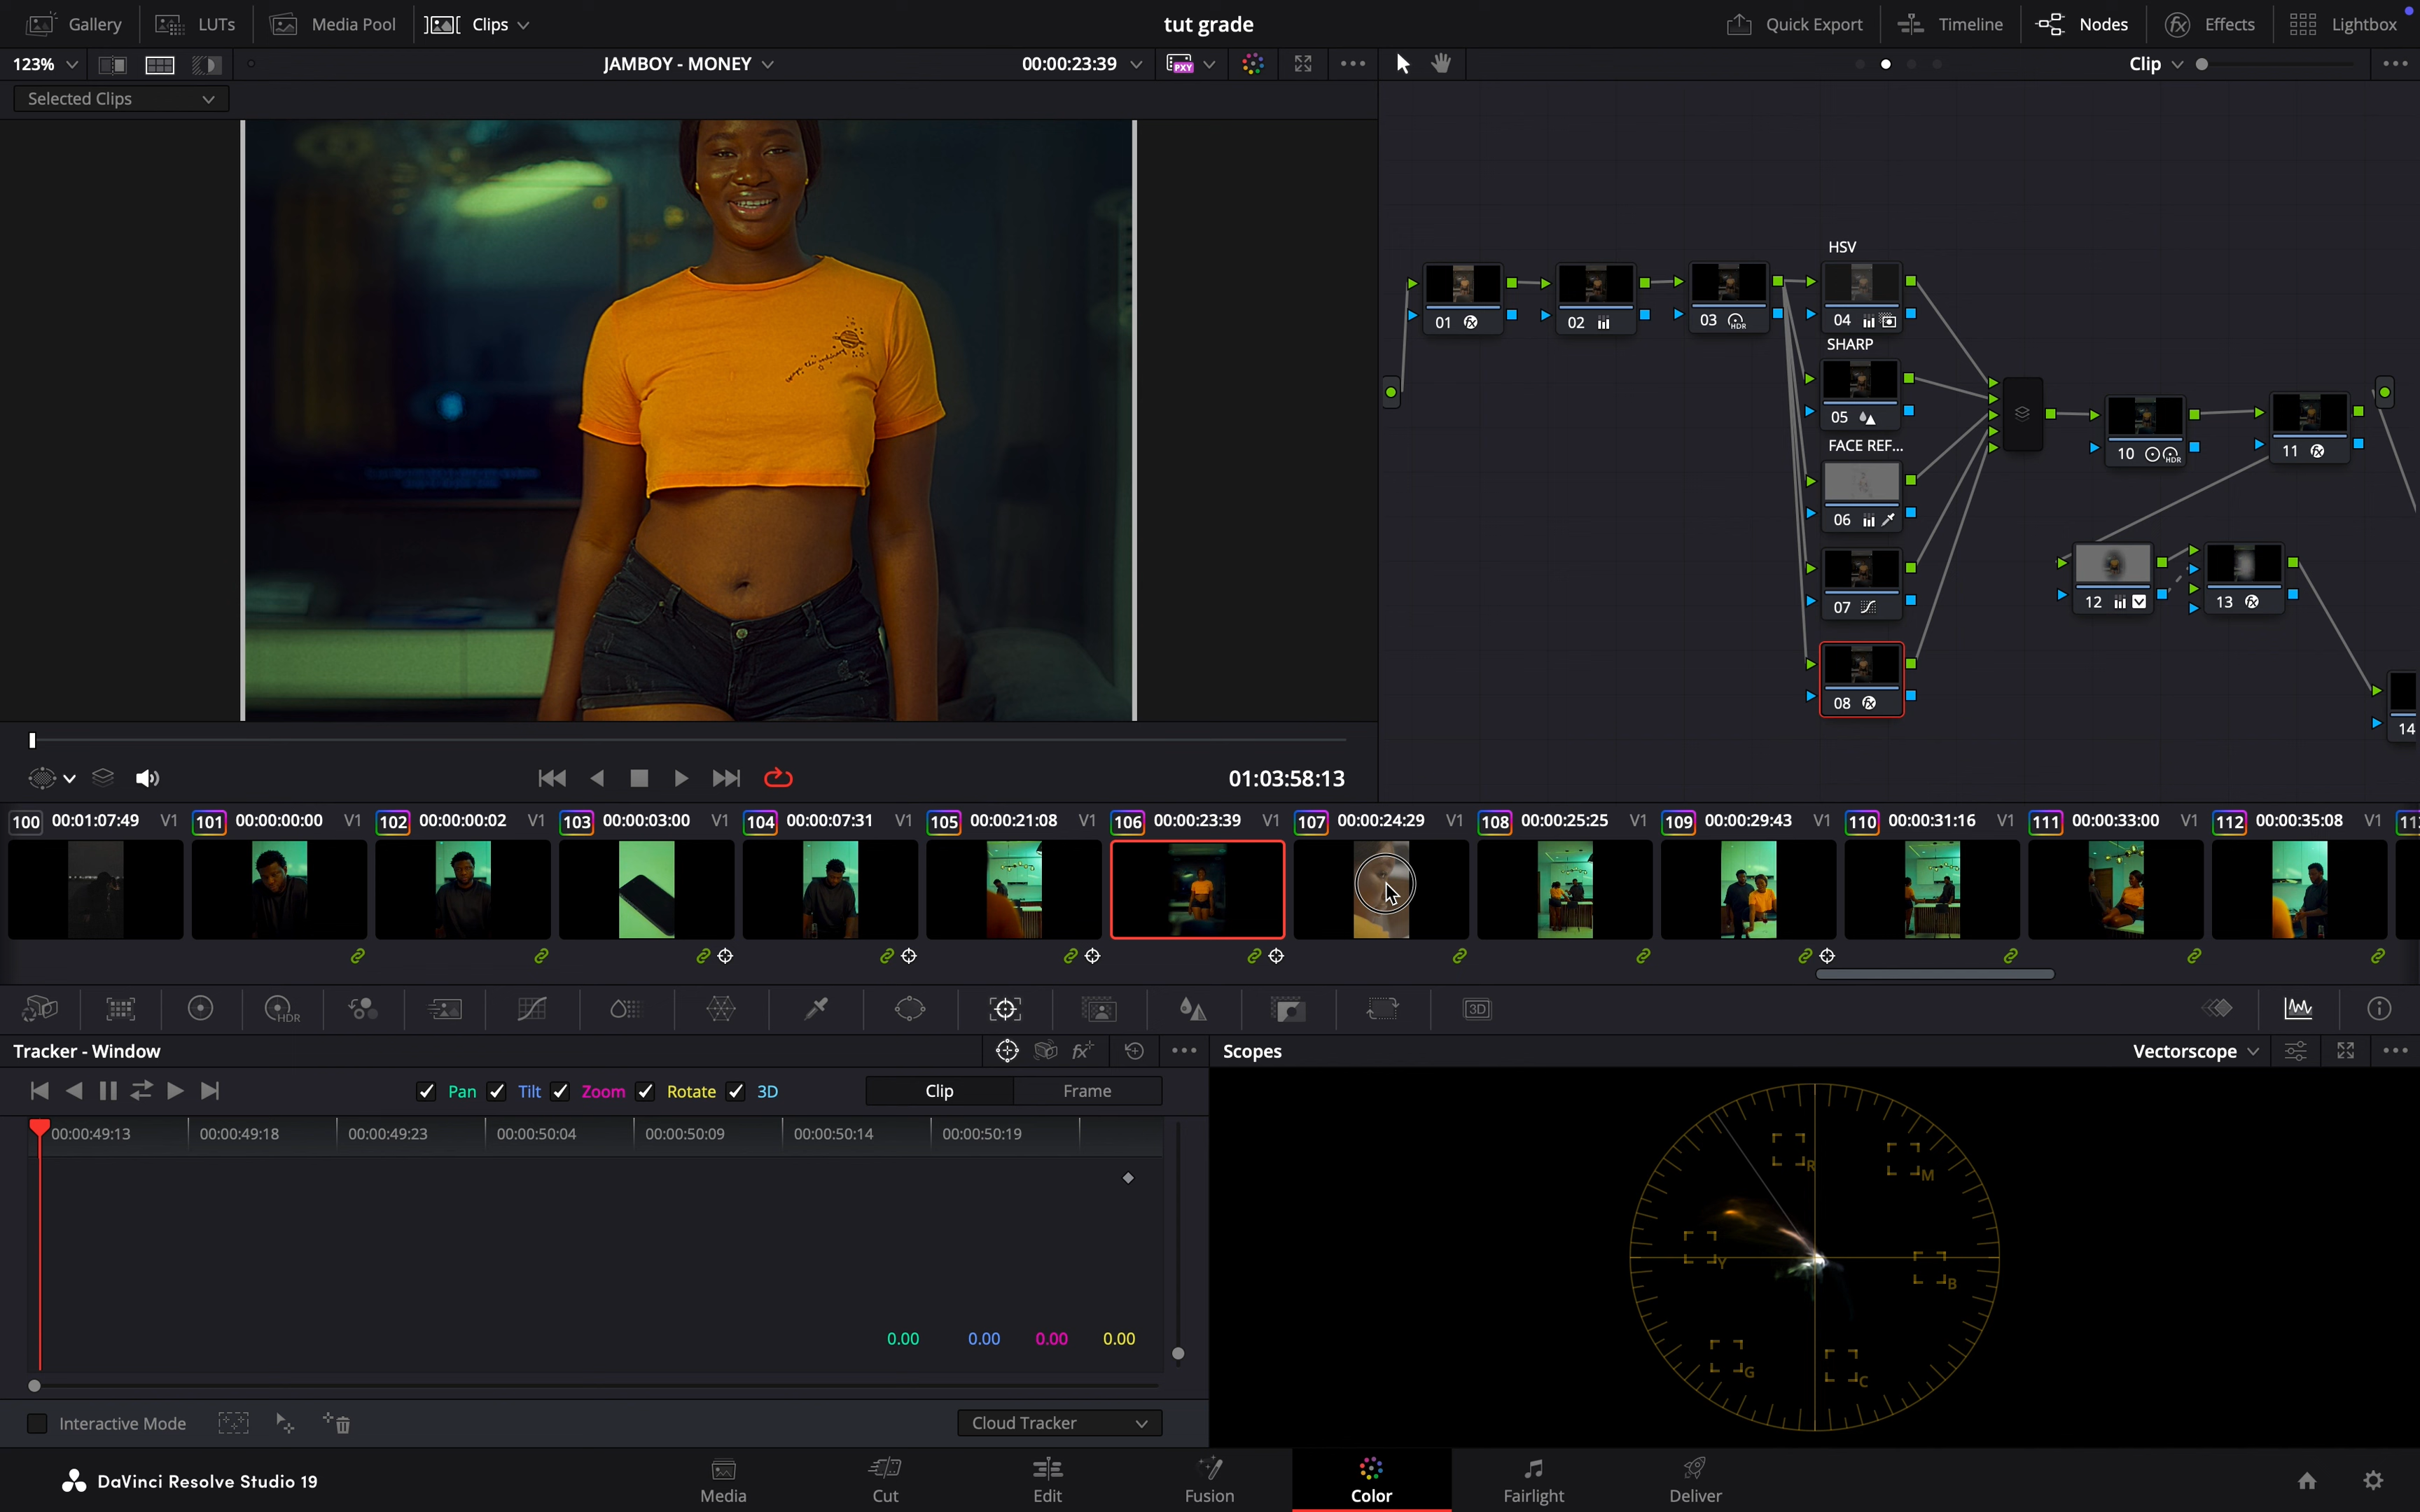 Gallery LUTs Media Pool Clips tut grade Quick Export Timeline Nodes Effects Lightbox
123% JAMBOY - MONEY 00:00:23:39 PXY Clip
Selected Clips
HSV
01 02 03 HDR 04
SHARP
05
FACE REF...
10 HDR 11
06
07
12 13
08
14
01:03:58:13
100 00:01:07:49 V1 101 00:00:00:00 V1 102 00:00:00:02 V1 103 00:00:03:00 V1 104 00:00:07:31 V1 105 00:00:21:08 V1 106 00:00:23:39 V1 107 00:00:24:29 V1 108 00:00:25:25 V1 109 00:00:29:43 V1 110 00:00:31:16 V1 111 00:00:33:00 V1 112 00:00:35:08 V1
HDR 3D
Tracker - Window Scopes Vectorscope
Pan Tilt Zoom Rotate 3D Clip Frame
00:00:49:13 00:00:49:18 00:00:49:23 00:00:50:04 00:00:50:09 00:00:50:14 00:00:50:19
R M
Y B
0.00 0.00 0.00 0.00
G C
Interactive Mode Cloud Tracker
DaVinci Resolve Studio 19 Media Cut Edit Fusion Color Fairlight Deliver